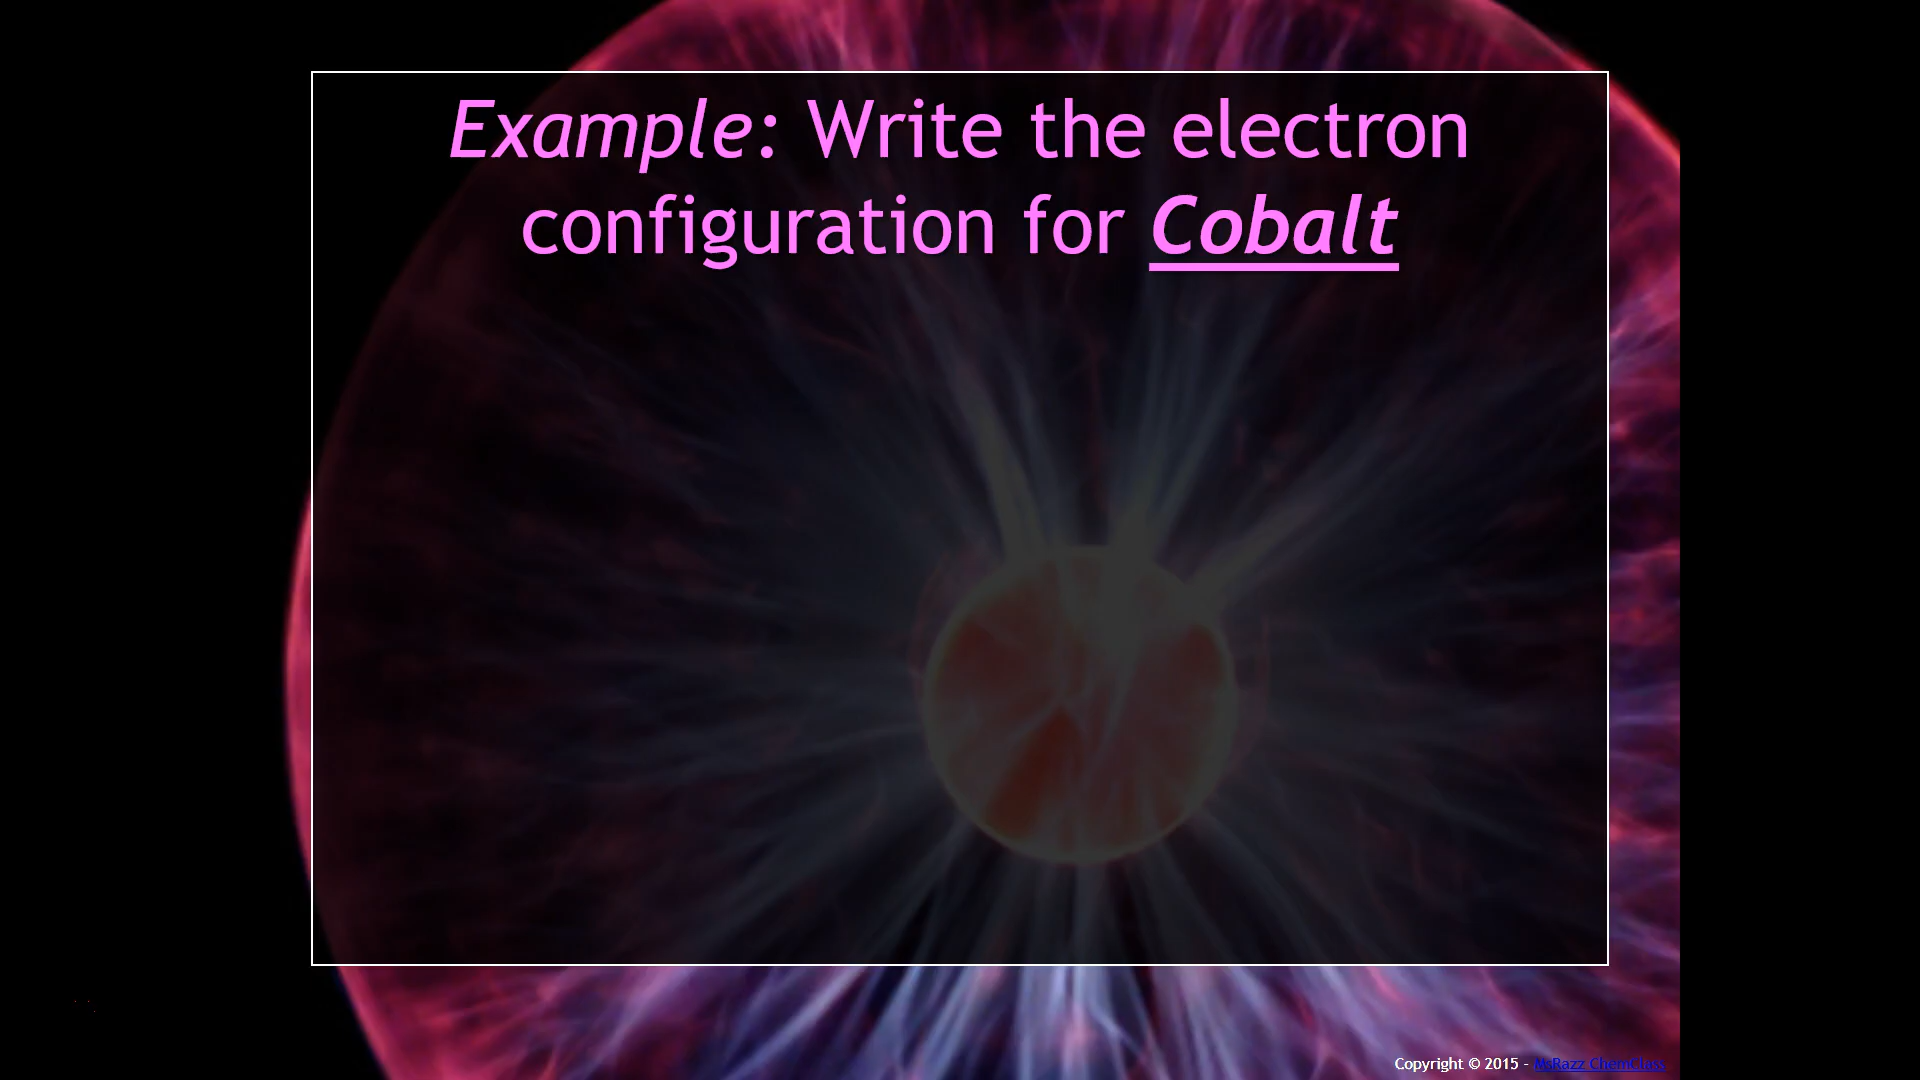 Example: Write the electron
configuration for Cobalt
Copyright © 2015 - MsRazz ChemClass